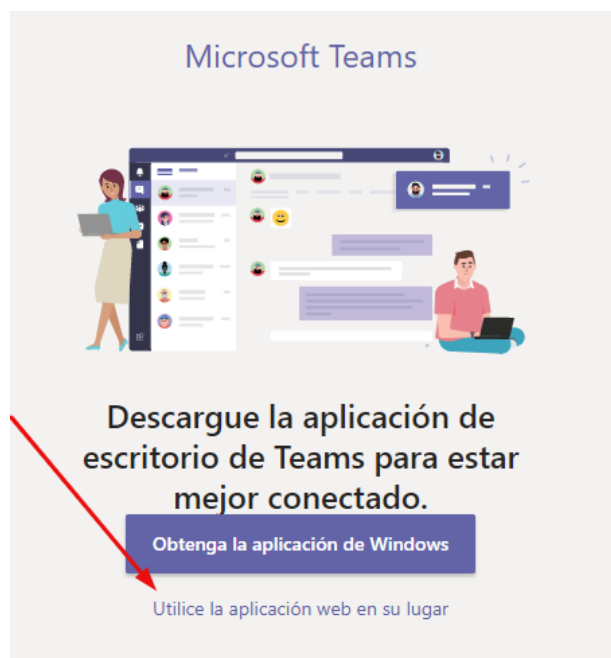 Microsoft Teams
Descargue la aplicación de
escritorio de Teams para estar
mejor conectado.
Obtenga la aplicación de Windows
Utilice la aplicación web en su lugar